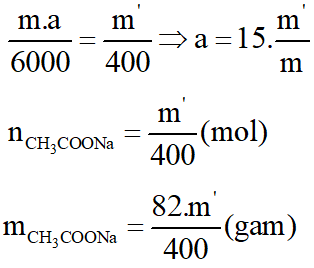 m.a/6000 = m'/400 ⇒ a = 15.m'/m
n_CH₃COONa = m'/400 (mol)
m_CH₃COONa = 82.m'/400 (gam)